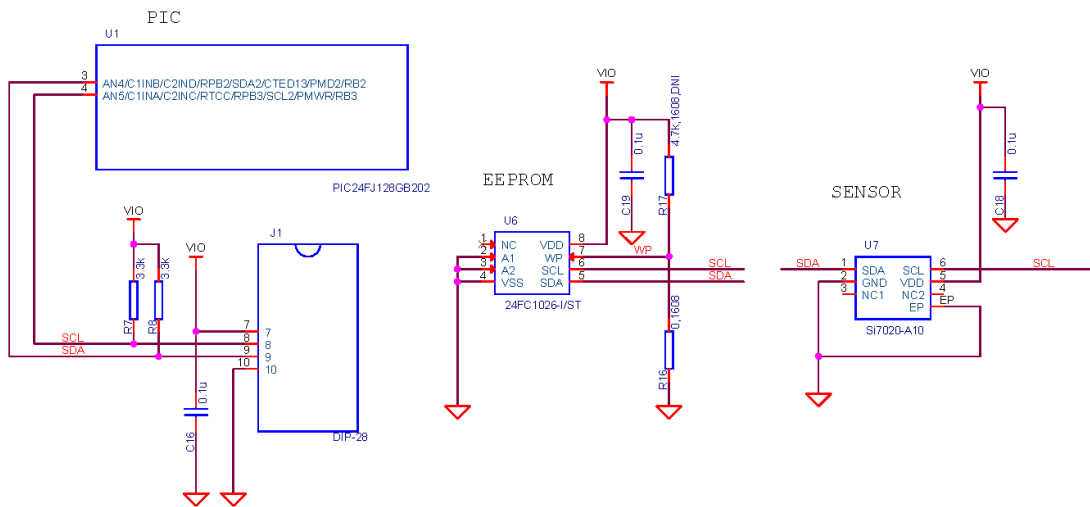 PIC
U1
3
4
AN4/C1INB/C2IND/RPB2/SDA2/CTED13/PMD2/RB2
AN5/C1INA/C2INC/RTCC/RPB3/SCL2/PMWR/RB3
PIC24FJ128GB202
VIO
3.3k
3.3k
R7
R8
SCL
SDA
VIO
0.1u
C16
J1
7
8
9
10
7
8
9
10
DIP-28
EEPROM
U6
1
2
3
4
NC
A1
A2
VSS
VDD
WP
SCL
SDA
8
7
6
5
24FC1026-I/ST
VIO
0.1u
C19
4.7k,1608,DNI
R17
WP
SCL
SDA
0,1608
R16
SENSOR
VIO
0.1u
C18
U7
SDA
1
2
3
SDA
GND
NC1
SCL
VDD
NC2
EP
6
5
4
EP
SCL
Si7020-A10